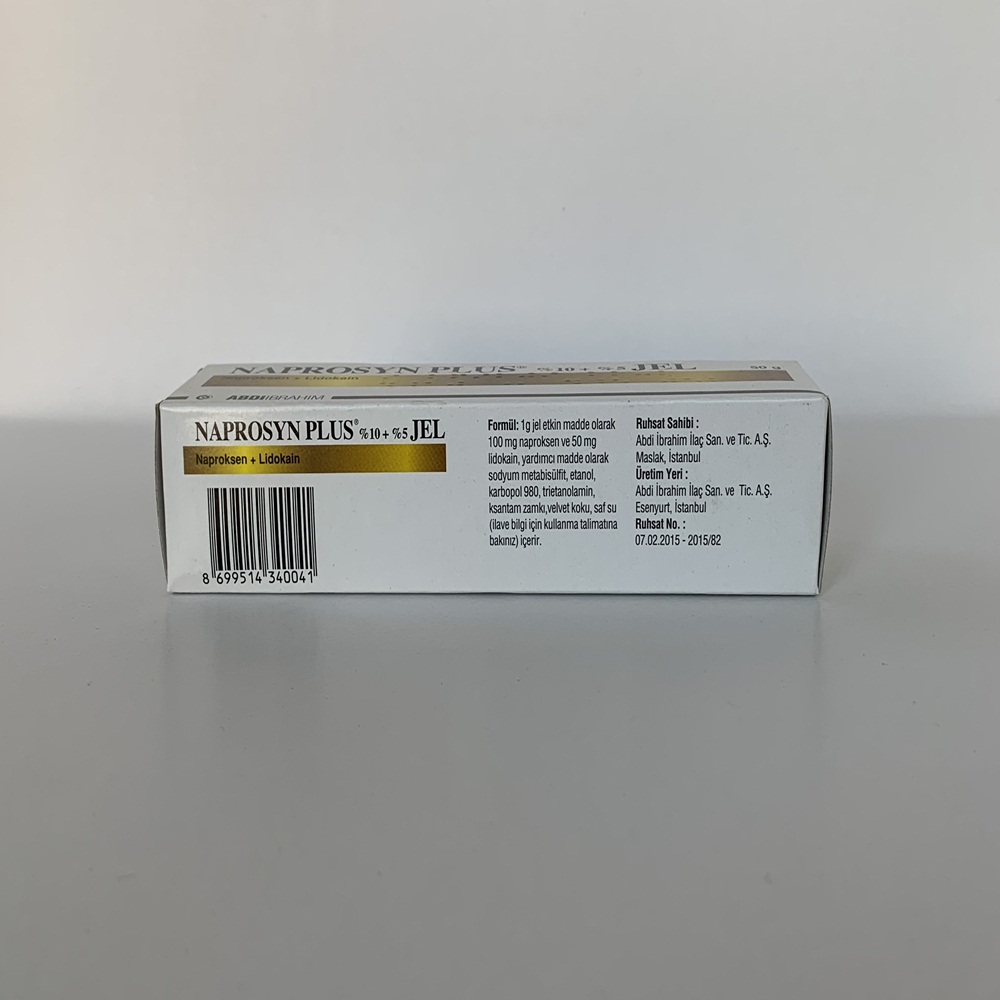 NAPROSYN PLUS® %10+ %5 JEL 50 g
Naproksen + Lidokain
ABDİ İBRAHİM
NAPROSYN PLUS® %10 + %5 JEL
Naproksen + Lidokain
8 699514 340041
Formül: 1g jel etkin madde olarak
100 mg naproksen ve 50 mg
lidokain, yardımcı madde olarak
sodyum metabisülfit, etanol,
karbopol 980, trietanolamin,
ksantam zamkı,velvet koku, saf su
(ilave bilgi için kullanma talimatına
bakınız) içerir.
Ruhsat Sahibi :
Abdi İbrahim İlaç San. ve Tic. A.Ş.
Maslak, İstanbul
Üretim Yeri :
Abdi İbrahim İlaç San. ve Tic. A.Ş.
Esenyurt, İstanbul
Ruhsat No. :
07.02.2015 - 2015/82